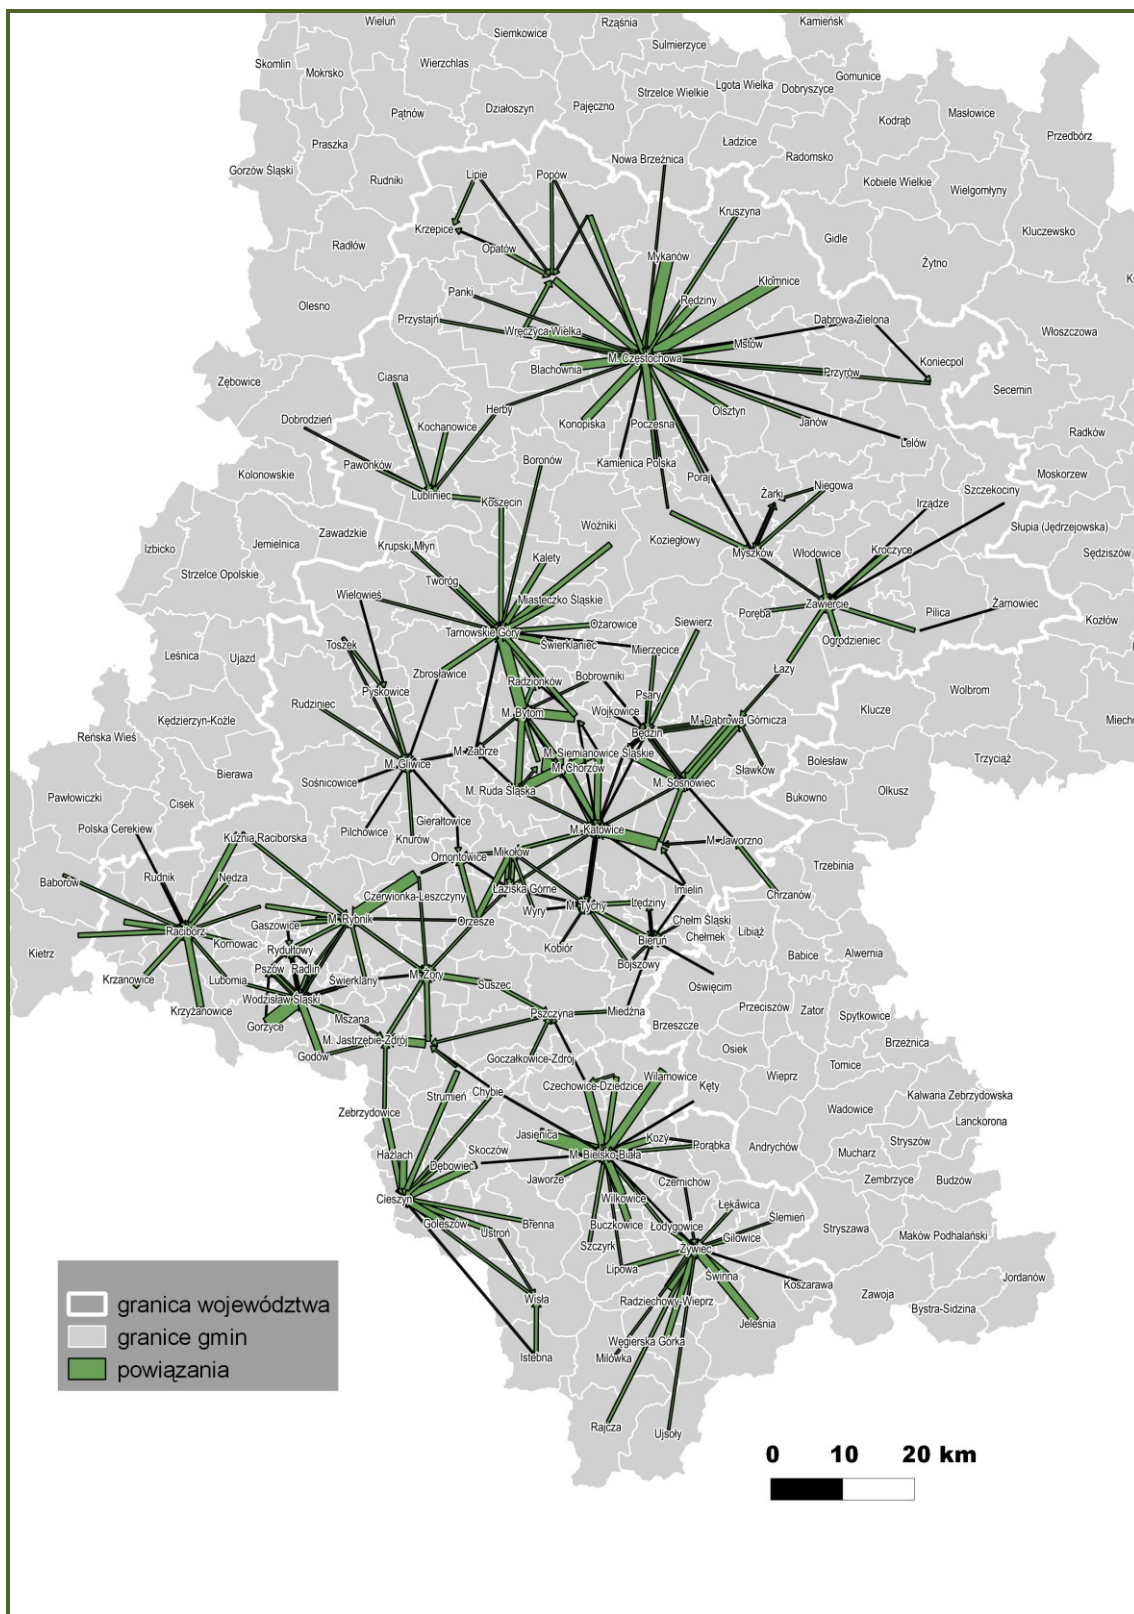 Wieluń
Rząśnia
Kamieńsk
Siemkowice
Sulmierzyce
Skomlin
Mokrsko
Wierzchlas
Gomunice
Lgota Wielka
Dobryszyce
Strzelce Wielkie
Pątnów
Działoszyn
Pajęczno
Masłowice
Kodrąb
Przedbórz
Praszka
Ładzice
Radomsko
Nowa Brzeźnica
Gorzów Śląski
Rudniki
Lipie
Popów
Kobiele Wielkie
Wielgomłyny
Kruszyna
Krzepice
Kluczewsko
Radłów
Opatów
Gidle
Mykanów
Żytno
Kłomnice
Olesno
Panki
Rędziny
Przystajń
Dąbrowa Zielona
Włoszczowa
Wręczyca Wielka
Mstów
M. Częstochowa
Koniecpol
Blachownia
Przyrów
Zębowice
Ciasna
Secemin
Herby
Olsztyn
Dobrodzień
Kochanowice
Konopiska
Poczesna
Janów
Radków
Lelów
Boronów
Kamienica Polska
Pawonków
Kolonowskie
Poraj
Moskorzew
Niegowa
Szczekociny
Lubliniec
Żarki
Koszęcin
Irządze
Woźniki
Słupia (Jędrzejowska)
Zawadzkie
Koziegłowy
Izbicko
Jemielnica
Krupski Młyn
Myszków
Włodowice
Kroczyce
Sędziszów
Kalety
Strzelce Opolskie
Tworóg
Wielowieś
Miasteczko Śląskie
Zawiercie
Żarnowiec
Poręba
Pilica
Kozłów
Ożarowice
Siewierz
Tarnowskie Góry
Ogrodzieniec
Toszek
Świerklaniec
Mierzęcice
Leśnica
Ujazd
Łazy
Zbrosławice
Radzionków
Bobrowniki
Wolbrom
Pyskowice
Psary
Kędzierzyn-Koźle
Rudziniec
M. Bytom
Wojkowice
Klucze
Miecho
M. Dąbrowa Górnicza
Reńska Wieś
Będzin
M. Zabrze
M. Siemianowice Śląskie
Trzyciąż
Bolesław
M. Gliwice
M. Chorzów
Sławków
Bierawa
Sośnicowice
M. Ruda Śląska
M. Sosnowiec
Olkusz
Pawłowiczki
Cisek
Bukowno
Gierałtowice
Polska Cerekiew
Pilchowice
M. Katowice
Kuźnia Raciborska
Knurów
M. Jaworzno
Mikołów
Ornontowice
Trzebinia
Rudnik
Baborów
Nędza
Imielin
Łaziska Górne
Chrzanów
Czerwionka-Leszczyny
Wyry
M. Tychy
Lędziny
M. Rybnik
Orzesze
Chełm Śląski
Racibórz
Gaszowice
Chełmek
Libiąż
Bieruń
Kietrz
Kornowac
Rydułtowy
Kobiór
Babice
Alwernia
Pszów
Radlin
Bojszowy
Krzanowice
Lubomia
Świerklany
M. Żory
Oświęcim
Wodzisław Śląski
Suszec
Przeciszów
Zator
Krzyżanowice
Mszana
Pszczyna
Miedźna
Spytkowice
Gorzyce
Brzeszcze
M. Jastrzębie-Zdrój
Brzeźnica
Godów
Goczałkowice-Zdrój
Osiek
Tomice
Wieprz
Wilamowice
Chybie
Czechowice-Dziedzice
Kęty
Strumień
Kalwaria Zebrzydowska
Zebrzydowice
Wadowice
Lanckorona
Jasienica
Kozy
Skoczów
Porąbka
Andrychów
Stryszów
Hażlach
M. Bielsko-Biała
Mucharz
Dębowiec
Jaworze
Czernichów
Zembrzyce
Budzów
Cieszyn
Wilkowice
Łękawica
Goleszów
Brenna
Buczkowice
Łodygowice
Ślemień
Stryszawa
Ustroń
Gilowice
Maków Podhalański
Szczyrk
Żywiec
Lipowa
Świnna
Koszarawa
Jordanów
Wisła
Radziechowy-Wieprz
Zawoja
Bystra-Sidzina
Jeleśnia
Węgierska Górka
Istebna
Milówka
Rajcza
Ujsoły
granica województwa
granice gmin
powiązania
0 10 20 km